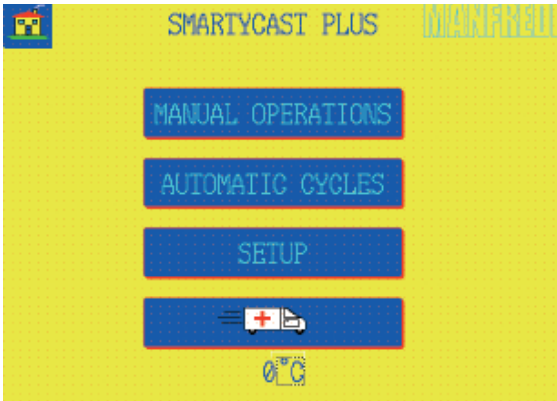 SMARTYCAST PLUS
MANFREDI
MANUAL OPERATIONS
AUTOMATIC CYCLES
SETUP
0°C